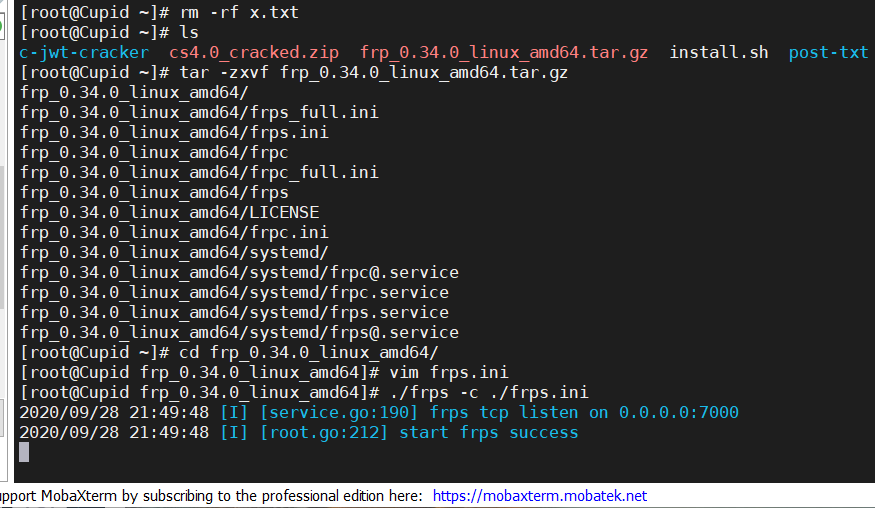 [root@Cupid ~]# rm -rf x.txt
[root@Cupid ~]# ls
c-jwt-cracker  cs4.0_cracked.zip  frp_0.34.0_linux_amd64.tar.gz  install.sh  post-txt
[root@Cupid ~]# tar -zxvf frp_0.34.0_linux_amd64.tar.gz
frp_0.34.0_linux_amd64/
frp_0.34.0_linux_amd64/frps_full.ini
frp_0.34.0_linux_amd64/frps.ini
frp_0.34.0_linux_amd64/frpc
frp_0.34.0_linux_amd64/frpc_full.ini
frp_0.34.0_linux_amd64/frps
frp_0.34.0_linux_amd64/LICENSE
frp_0.34.0_linux_amd64/frpc.ini
frp_0.34.0_linux_amd64/systemd/
frp_0.34.0_linux_amd64/systemd/frpc@.service
frp_0.34.0_linux_amd64/systemd/frpc.service
frp_0.34.0_linux_amd64/systemd/frps.service
frp_0.34.0_linux_amd64/systemd/frps@.service
[root@Cupid ~]# cd frp_0.34.0_linux_amd64/
[root@Cupid frp_0.34.0_linux_amd64]# vim frps.ini
[root@Cupid frp_0.34.0_linux_amd64]# ./frps -c ./frps.ini
2020/09/28 21:49:48 [I] [service.go:190] frps tcp listen on 0.0.0.0:7000
2020/09/28 21:49:48 [I] [root.go:212] start frps success
upport MobaXterm by subscribing to the professional edition here:  https://mobaxterm.mobatek.net